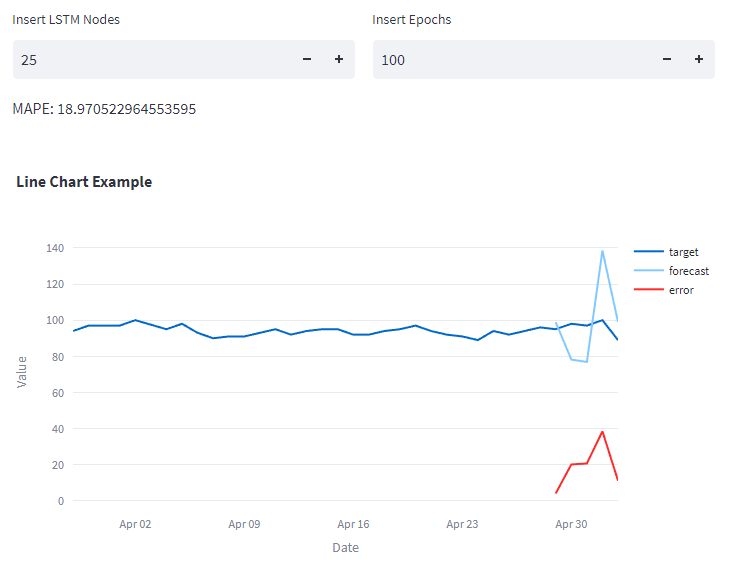 Insert LSTM Nodes
Insert Epochs
25 − +
100 − +
MAPE: 18.970522964553595
Line Chart Example
140
120
100
80
60
40
20
0
Value
target
forecast
error
Apr 02 Apr 09 Apr 16 Apr 23 Apr 30
Date